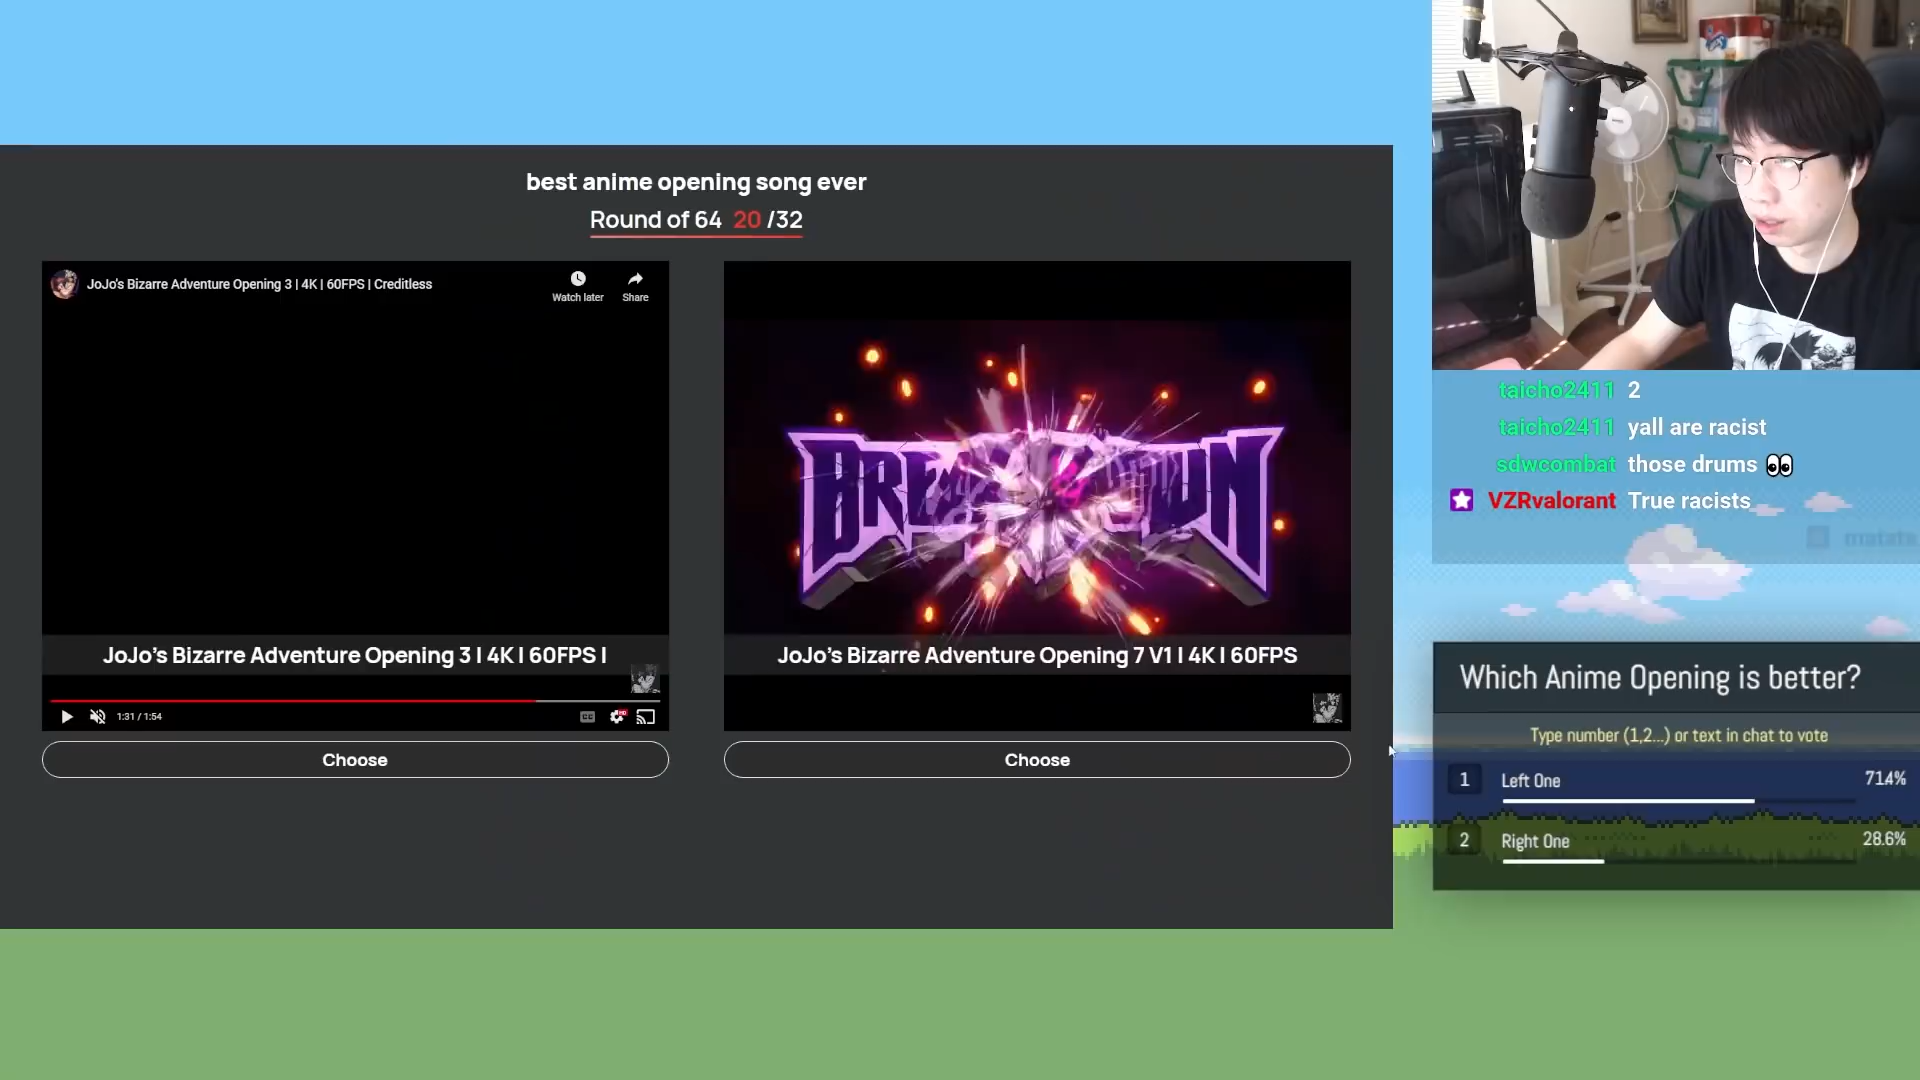 best anime opening song ever
Round of 64 20 /32
JoJo's Bizarre Adventure Opening 3 | 4K | 60FPS | Creditless
Watch later
Share
JoJo's Bizarre Adventure Opening 3 | 4K | 60FPS |
1:31 / 1:54
CC
HD
Choose
BREAKDOWN
JoJo's Bizarre Adventure Opening 7 V1 | 4K | 60FPS
Choose
taicho2411 2
taicho2411 yall are racist
sdwcombat those drums 👀
VZRvalorant True racists
Which Anime Opening is better?
Type number (1,2...) or text in chat to vote
1 Left One 71.4%
2 Right One 28.6%